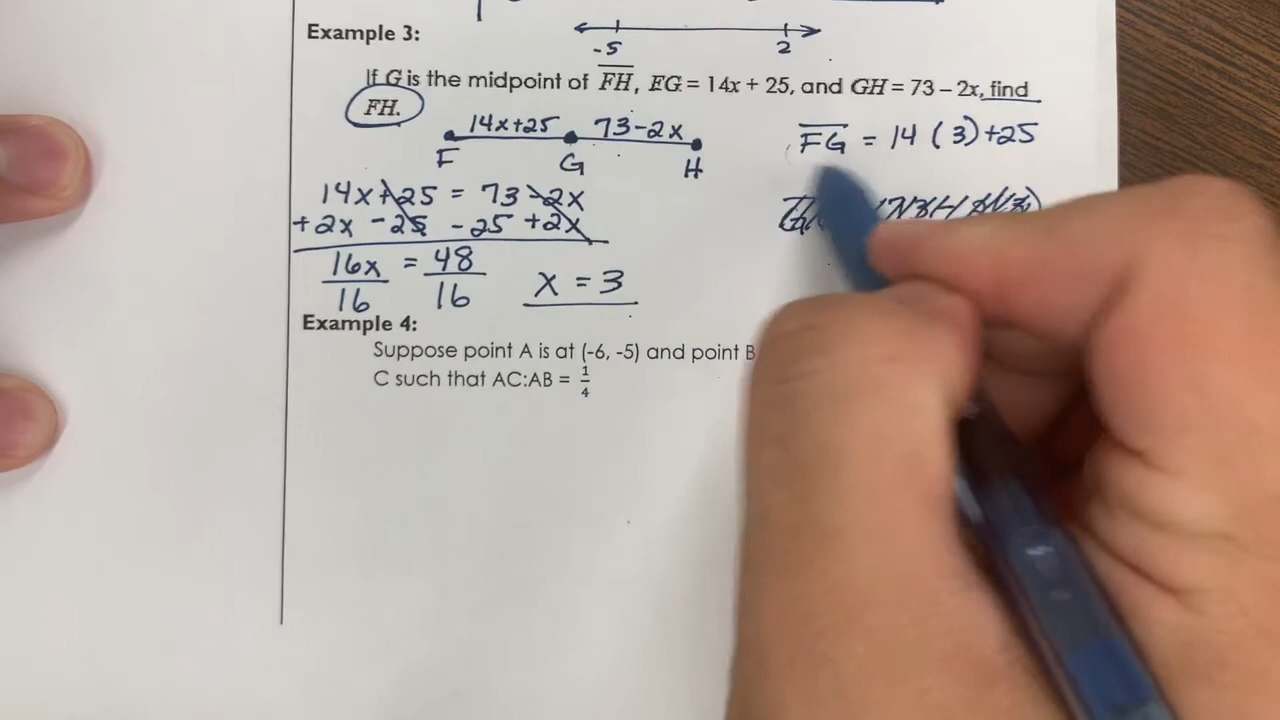 Example 3:
-5 2
If G is the midpoint of FH, FG = 14x + 25, and GH = 73 – 2x, find
FH.
14x+25 73-2x
F G H
FG = 14 (3) +25
14x+25 = 73-2x
+2x -25 -25 +2x
16x = 48
16 16
x = 3
Example 4:
Suppose point A is at (-6, -5) and point B
C such that AC:AB = 1/4